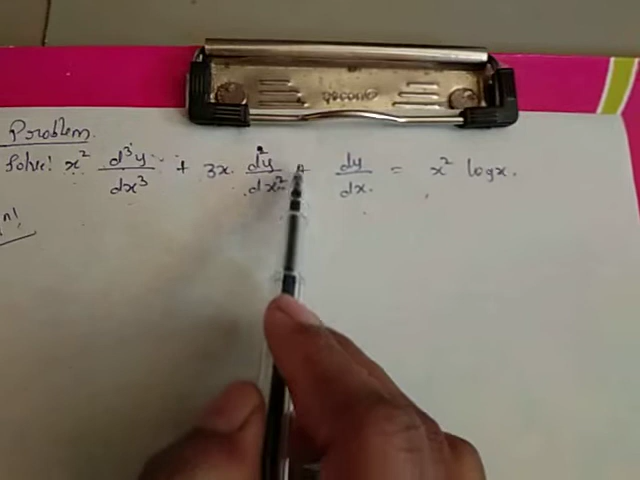 Problem.
Solve! x² d³y/dx³ + 3x d²y/dx² + dy/dx = x² logx.
n!